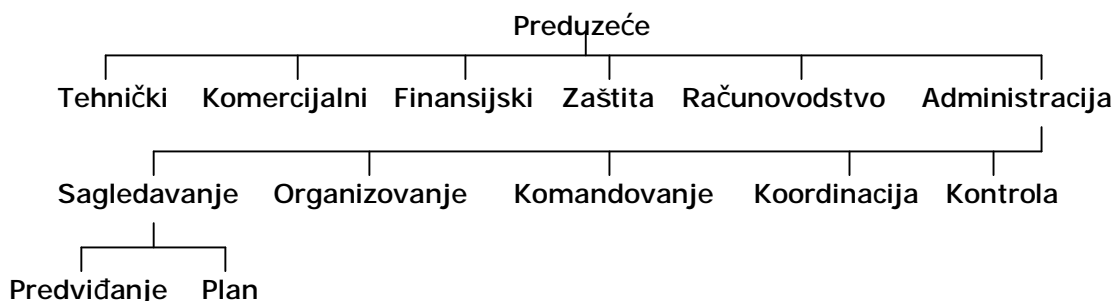 Preduzeće
Tehnički Komercijalni Finansijski Zaštita Računovodstvo Administracija
Sagledavanje Organizovanje Komandovanje Koordinacija Kontrola
Predviđanje Plan